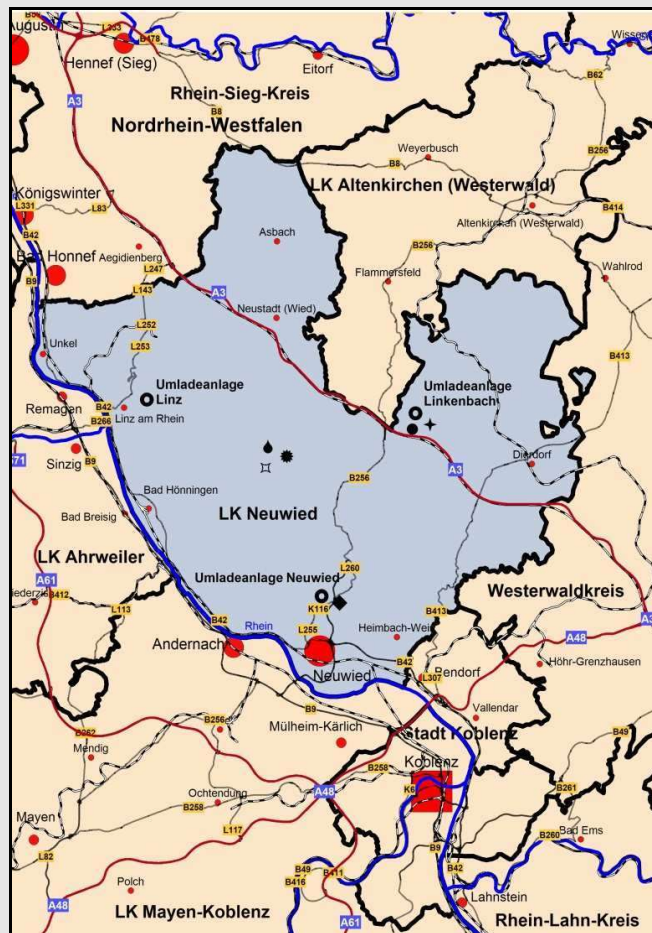 Augustin
L333
B478
Hennef (Sieg)
Eitorf
B62
A3
Rhein-Sieg-Kreis
B8
Nordrhein-Westfalen
Weyerbusch
B8
B256
LK Altenkirchen (Westerwald)
Königswinter
L331
L83
B42
B414
Altenkirchen (Westerwald)
Asbach
Aegidienberg
B256
Bad Honnef
L247
B9
L143
A3
Flammersfeld
Wahlrod
Neustadt (Wied)
L252
L253
Unkel
B413
Umladeanlage
Linz
Umladeanlage
Linkenbach
Remagen
B42
Linz am Rhein
B266
Sinzig
B9
A3
Dierdorf
B256
Bad Hönningen
LK Neuwied
Bad Breisig
LK Ahrweiler
A61
B412
L113
L260
Umladeanlage Neuwied
Westerwaldkreis
K116
B413
B42
Rhein
L255
Heimbach-Weis
A48
A3
Andernach
B42
Höhr-Grenzhausen
Neuwied
L307
Bendorf
B9
Vallendar
B256
Mülheim-Kärlich
Stadt Koblenz
B262
Mendig
B49
Koblenz
B258
A48
K6
B261
Ochtendung
B258
L117
Mayen
B260
Bad Ems
L82
B9
B49
B42
B416
B411
Polch
A48
Lahnstein
LK Mayen-Koblenz
A61
Rhein-Lahn-Kreis